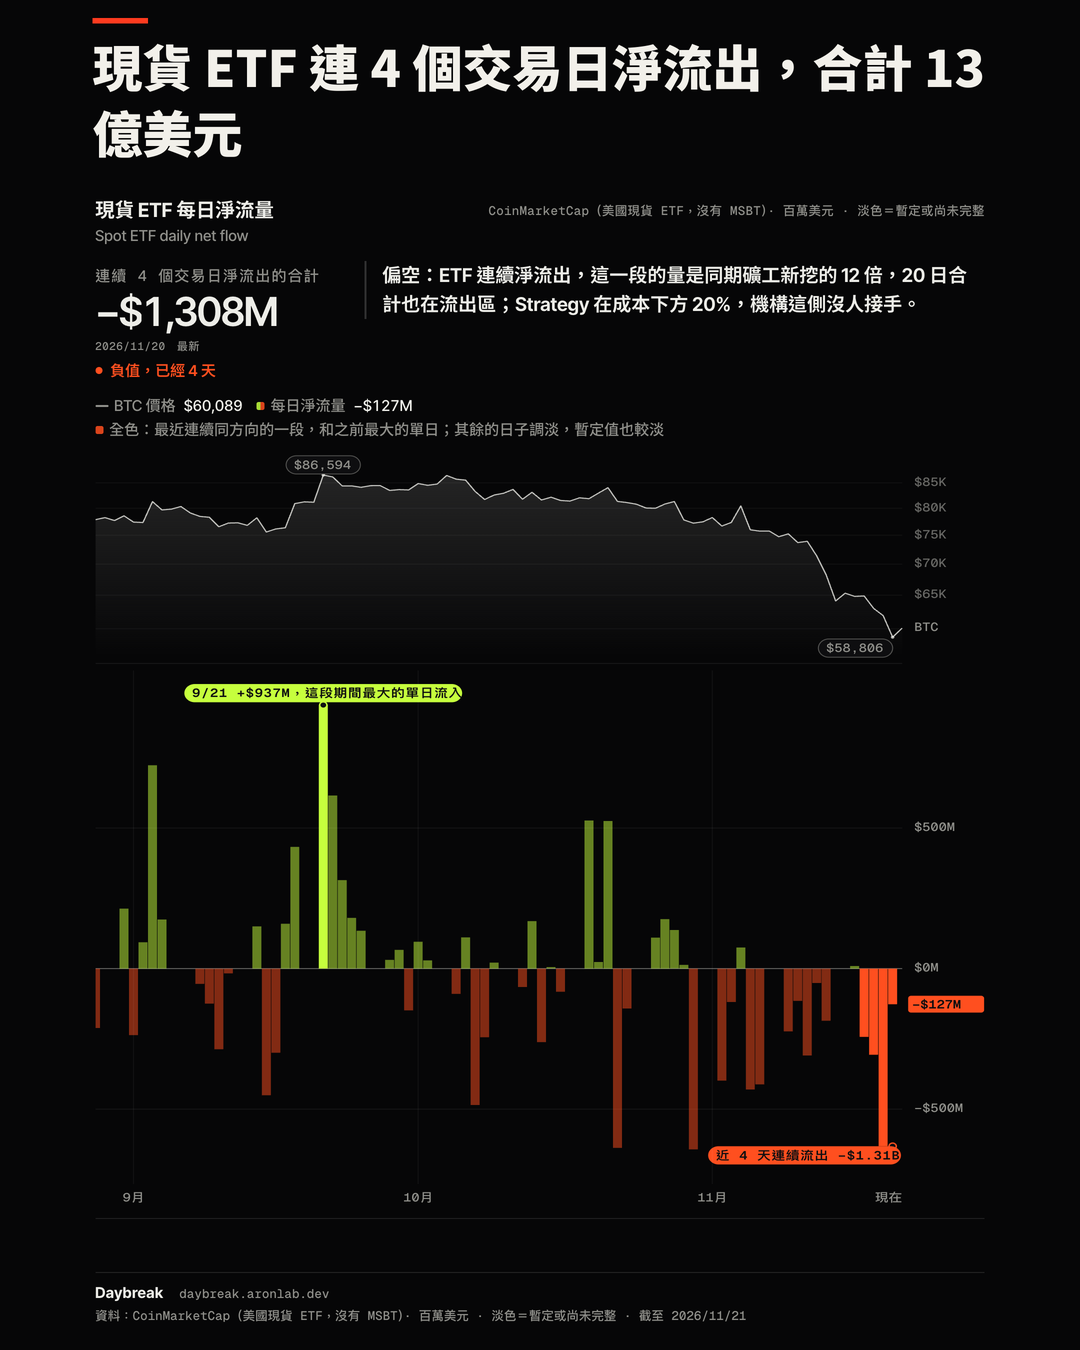 現貨 ETF 連 4 個交易日淨流出，合計 13
億美元
現貨 ETF 每日淨流量
CoinMarketCap (美國現貨 ETF，沒有 MSBT)· 百萬美元 · 淡色＝暫定或尚未完整
Spot ETF daily net flow
連續 4 個交易日淨流出的合計
−$1,308M
2026/11/20 最新
● 負值，已經 4 天
偏空：ETF 連續淨流出，這一段的量是同期礦工新挖的 12 倍，20 日合
計也在流出區；Strategy 在成本下方 20%，機構這側沒人接手。
BTC 價格 $60,089 每日淨流量 −$127M
全色：最近連續同方向的一段，和之前最大的單日；其餘的日子調淡，暫定值也較淡
$86,594
$85K
$80K
$75K
$70K
$65K
BTC
$58,806
9/21 +$937M，這段期間最大的單日流入
$500M
$0M
−$127M
−$500M
近 4 天連續流出 −$1.31B
9月
10月
11月
現在
Daybreak daybreak.aronlab.dev
資料：CoinMarketCap (美國現貨 ETF，沒有 MSBT)· 百萬美元 · 淡色＝暫定或尚未完整 · 截至 2026/11/21